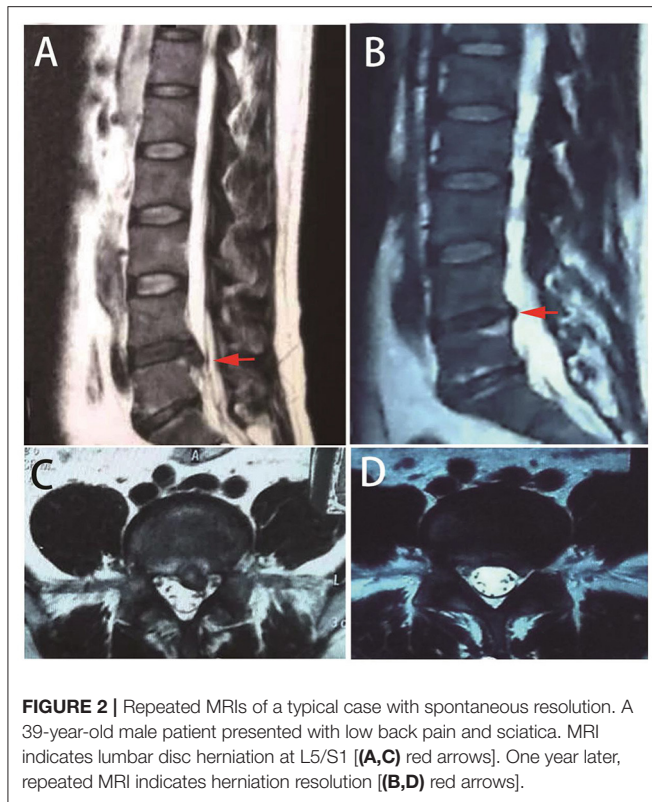 A
B
C
A
L
D
FIGURE 2 | Repeated MRIs of a typical case with spontaneous resolution. A
39-year-old male patient presented with low back pain and sciatica. MRI
indicates lumbar disc herniation at L5/S1 [(A,C) red arrows]. One year later,
repeated MRI indicates herniation resolution [(B,D) red arrows].